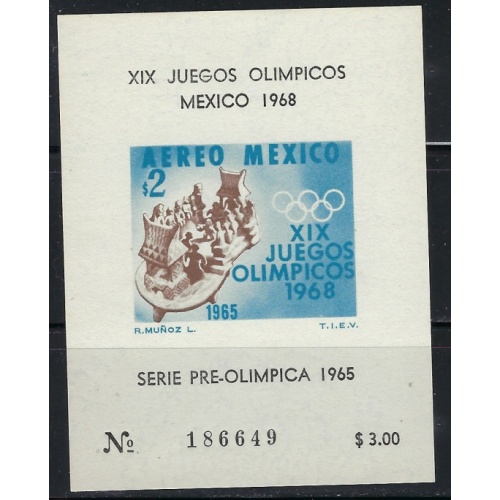 XIX JUEGOS OLIMPICOS
MEXICO 1968
AEREO MEXICO
$2
XIX
JUEGOS
OLIMPICOS
1968
1965
R.MUÑOZ L.
T.I.E.V.
SERIE PRE-OLIMPICA 1965
No 186649 $ 3.00